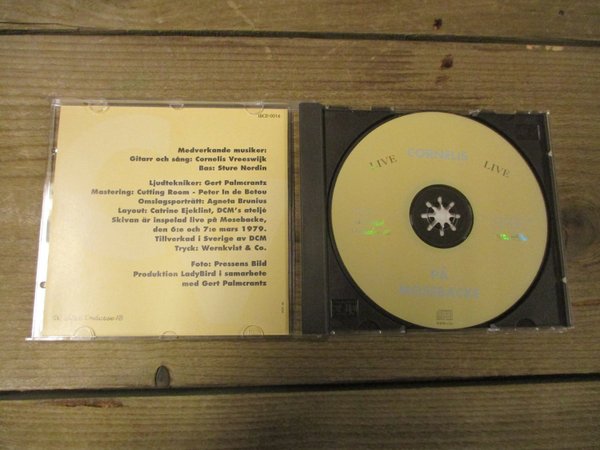 LBCD-0016
Medverkande musiker:
Gitarr och sång: Cornelis Vreeswijk
Bas: Sture Nordin
Ljudtekniker: Gert Palmcrantz
Mastering: Cutting Room - Peter In de Betou
Omslagsporträtt: Agneta Brunius
Layout: Catrine Ejeklint, DCM's ateljé
Skivan är inspelad live på Mosebacke,
den 6:e och 7:e mars 1979.
Tillverkad i Sverige av DCM
Tryck: Wernkvist & Co.
Foto: Pressens Bild
Produktion LadyBird i samarbete
med Gert Palmcrantz
LIVE
CORNELIS
LIVE
PÅ
MOSEBACKE